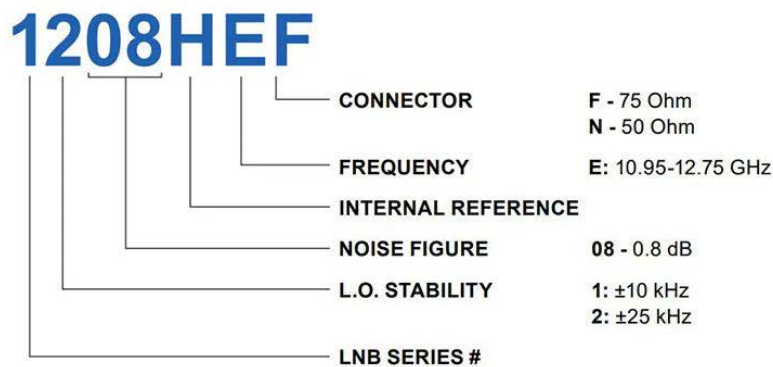 1208HEF
CONNECTOR F - 75 Ohm
N - 50 Ohm
FREQUENCY E: 10.95-12.75 GHz
INTERNAL REFERENCE
NOISE FIGURE 08 - 0.8 dB
L.O. STABILITY 1: ±10 kHz
2: ±25 kHz
LNB SERIES #